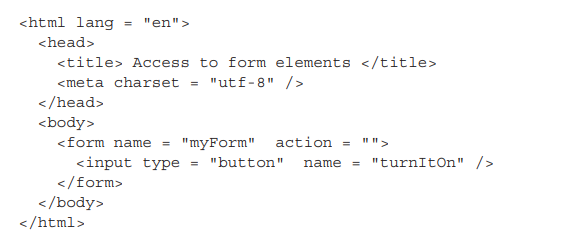 <html lang = "en">
<head>
<title> Access to form elements </title>
<meta charset = "utf-8" />
</head>
<body>
<form name = "myForm"  action = "">
<input type = "button"  name = "turnItOn" />
</form>
</body>
</html>